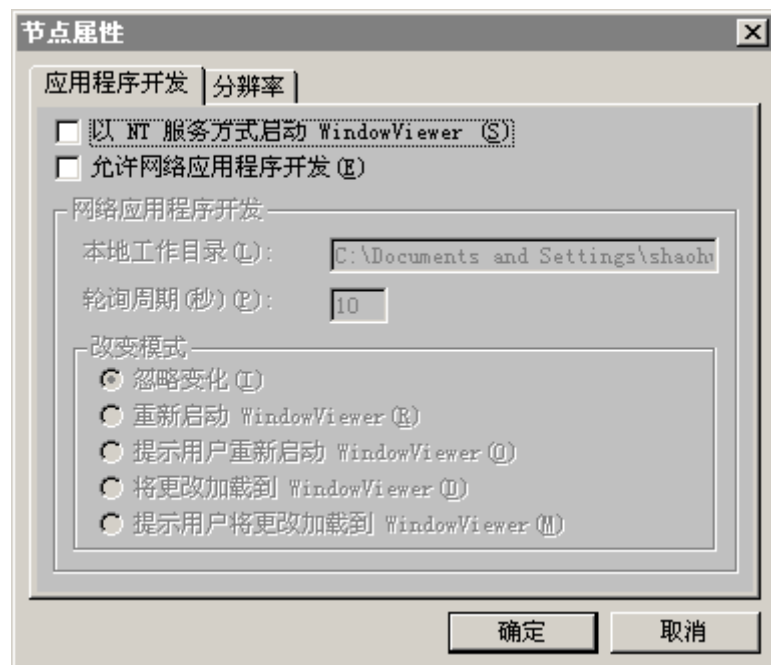 节点属性
应用程序开发 分辨率
以 NT 服务方式启动 WindowViewer (S)
允许网络应用程序开发(E)
网络应用程序开发
本地工作目录(L): C:\Documents and Settings\shaohw
轮询周期(秒)(P): 10
改变模式
忽略变化(I)
重新启动 WindowViewer(R)
提示用户重新启动 WindowViewer(O)
将更改加载到 WindowViewer(D)
提示用户将更改加载到 WindowViewer(M)
确定 取消